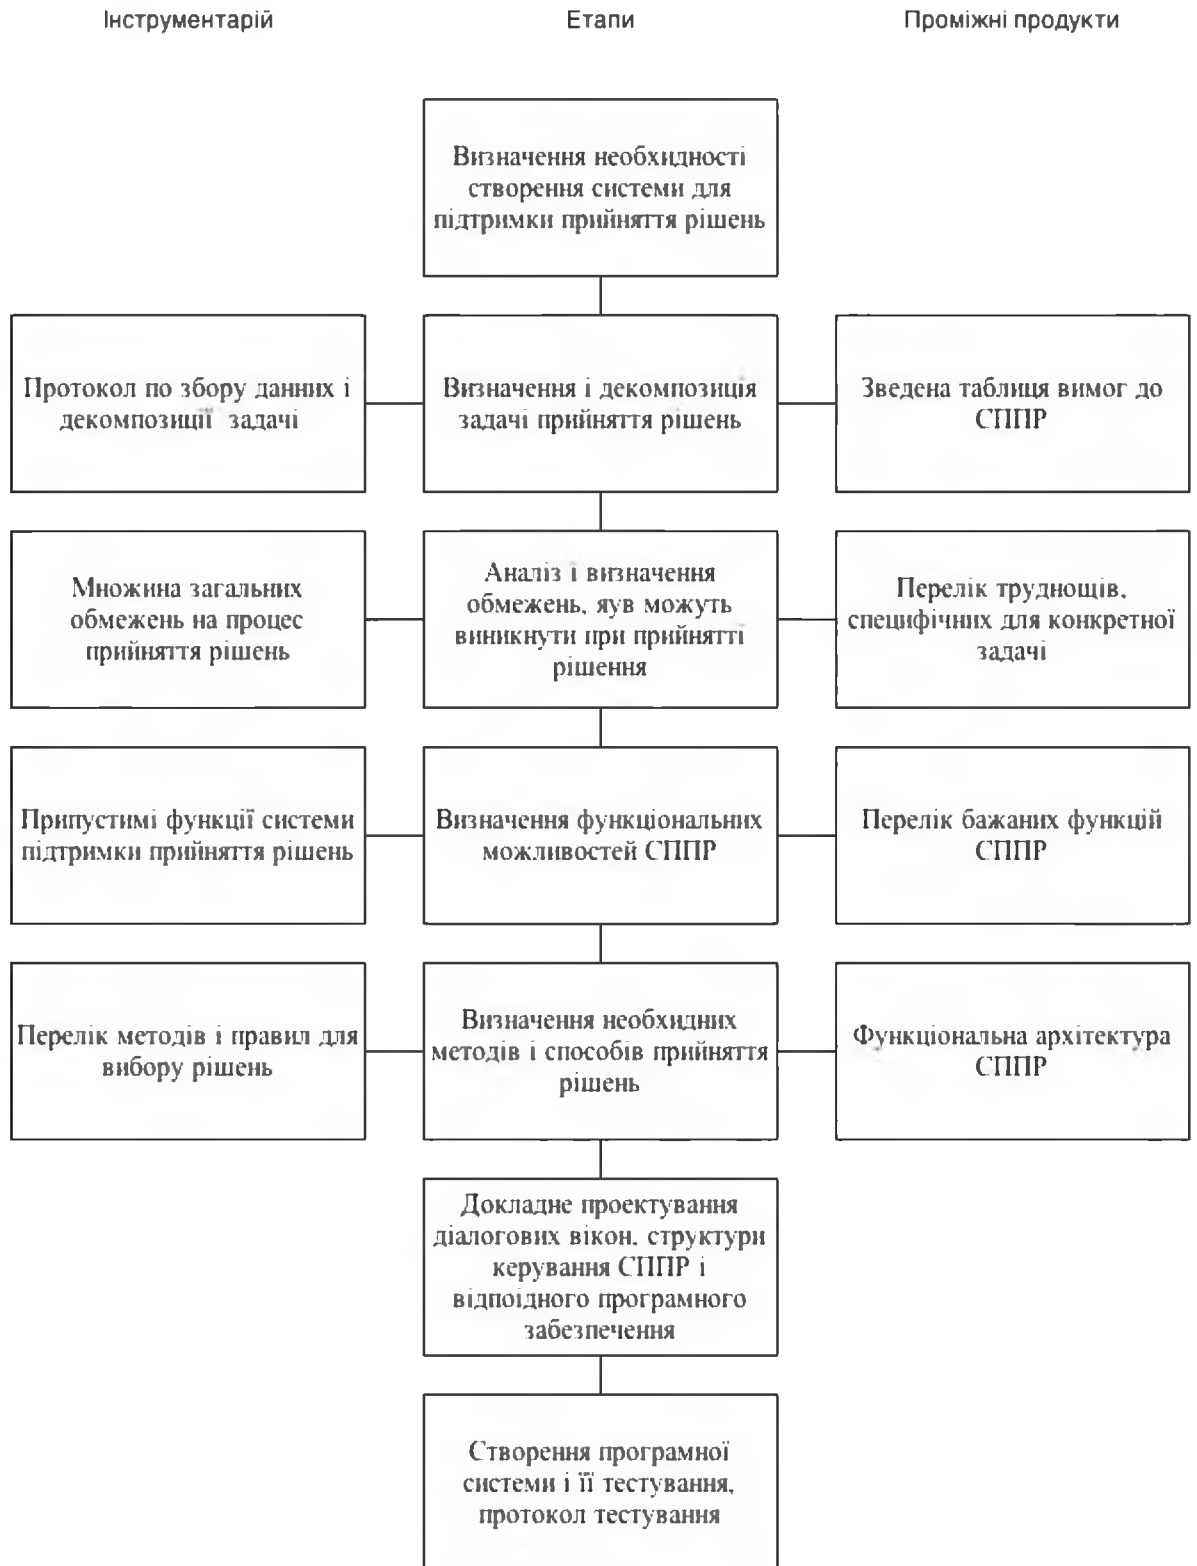 Інструментарій
Етапи
Проміжні продукти
Визначення необхидності
створення системи для
підтримки прийняття рішень
Протокол по збору данних і
декомпозиції задачі
Визначення і декомпозиція
задачі прийняття рішень
Зведена таблиця вимог до
СППР
Множина загальних
обмежень на процес
прийняття рішень
Аналіз і визначення
обмежень, яув можуть
виникнути при прийнятті
рішення
Перелік труднощів,
специфічних для конкретної
задачі
Припустимі функції системи
підтримки прийняття рішень
Визначення функціональних
можливостей СППР
Перелік бажаних функцій
СППР
Перелік методів і правил для
вибору рішень
Визначення необхидних
методів і способів прийняття
рішень
Функціональна архітектура
СППР
Докладне проектування
діалогових вікон, структури
керування СППР і
відпоідного програмного
забезпечення
Створення програмної
системи і її тестування,
протокол тестування